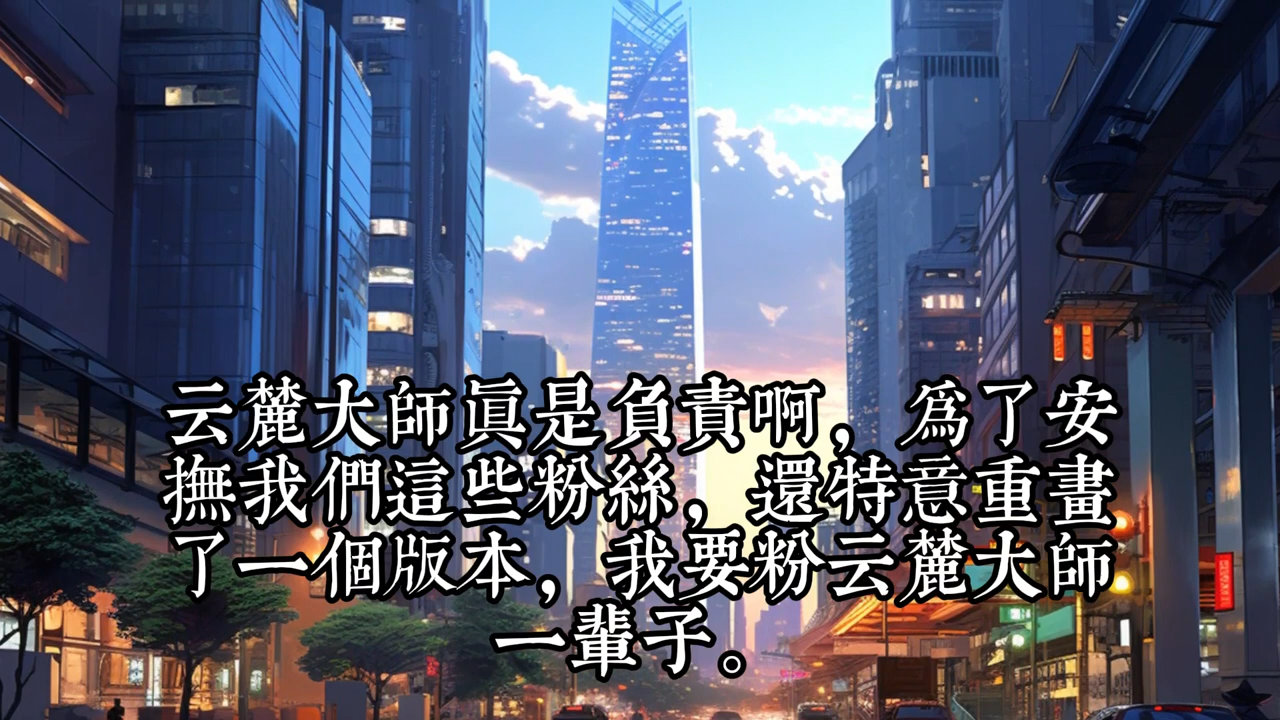 云麓大師眞是負責啊，爲了安
撫我們這些粉絲，還特意重畫
了一個版本，我要粉云麓大師
一輩子。